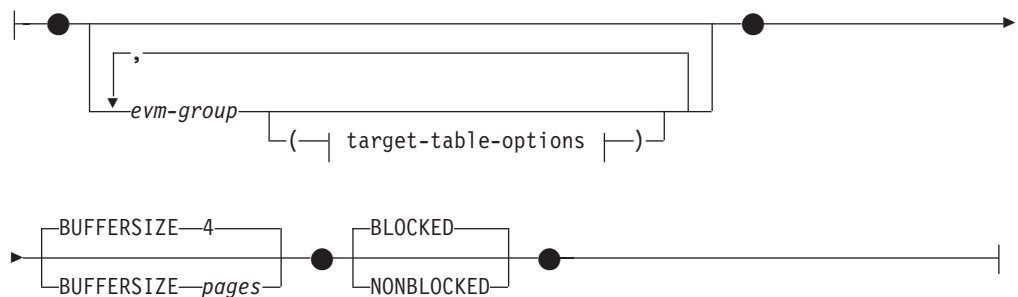 ,
evm-group
( target-table-options )
BUFFERSIZE 4 BLOCKED
BUFFERSIZE pages NONBLOCKED